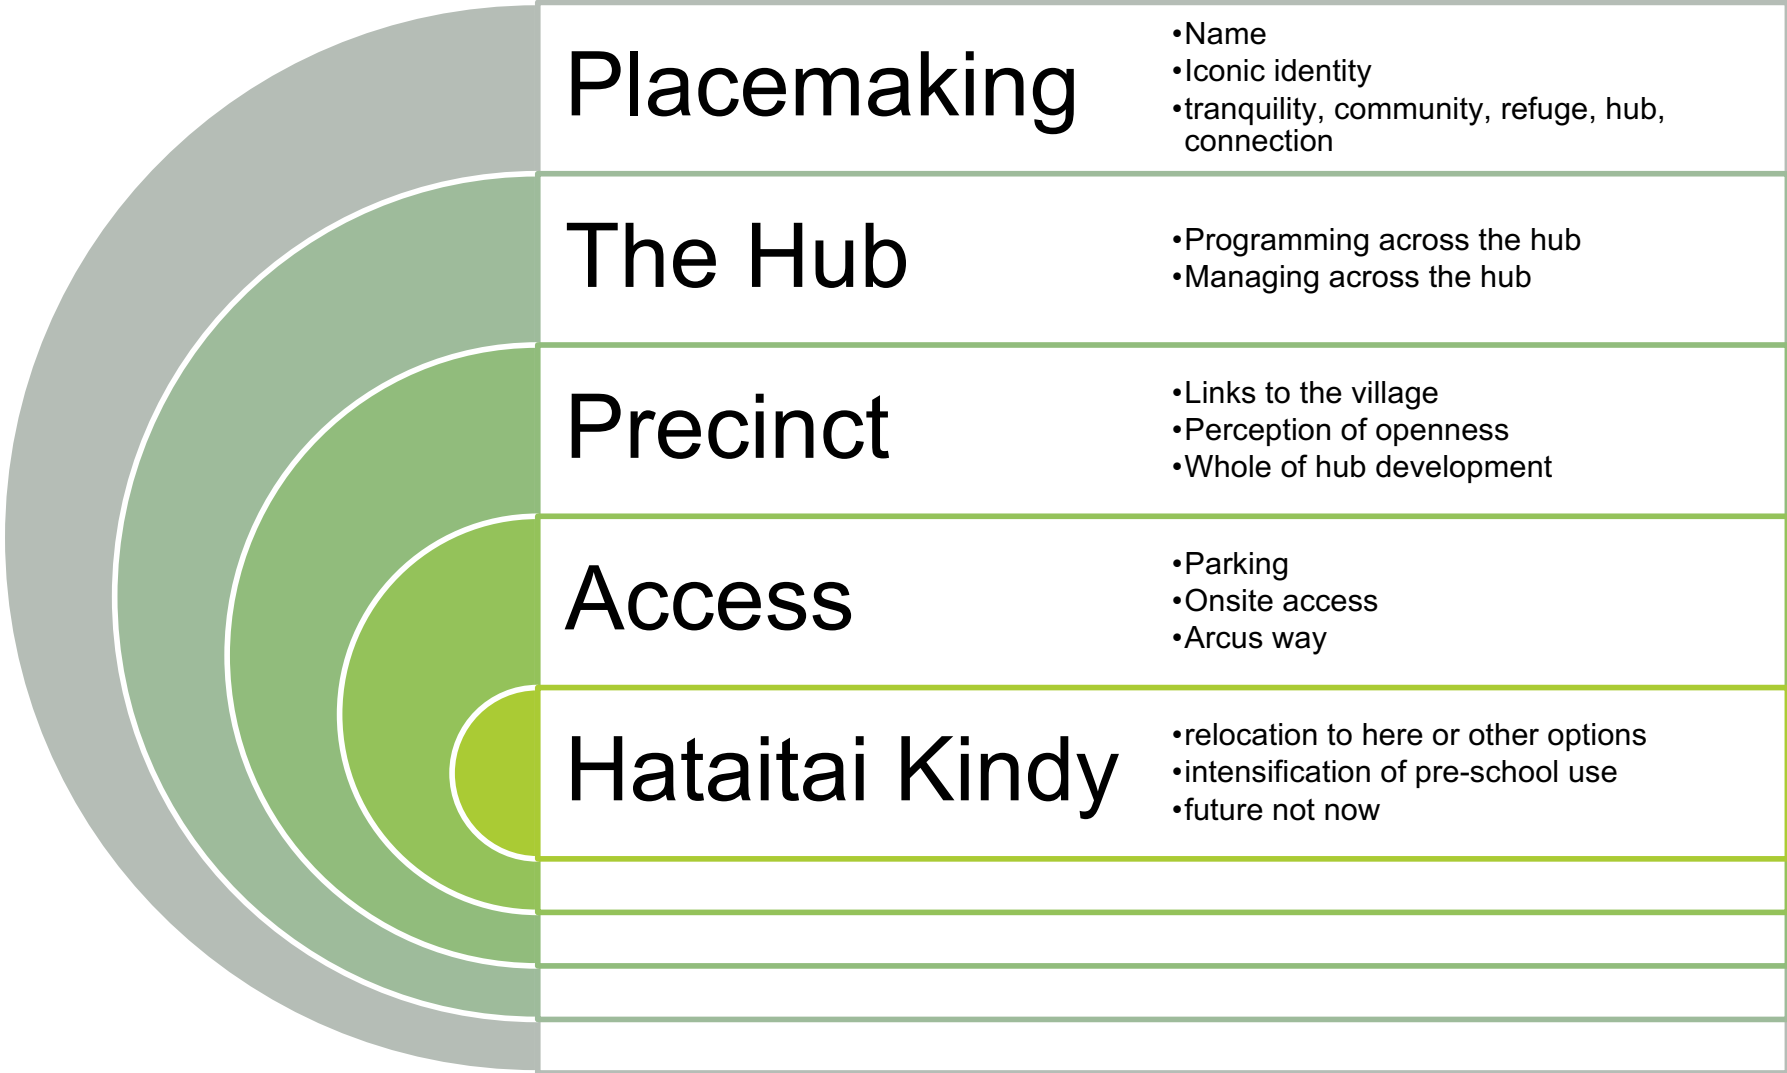 Placemaking
•Name
•Iconic identity
•tranquility, community, refuge, hub,
connection
The Hub
•Programming across the hub
•Managing across the hub
Precinct
•Links to the village
•Perception of openness
•Whole of hub development
Access
•Parking
•Onsite access
•Arcus way
Hataitai Kindy
•relocation to here or other options
•intensification of pre-school use
•future not now